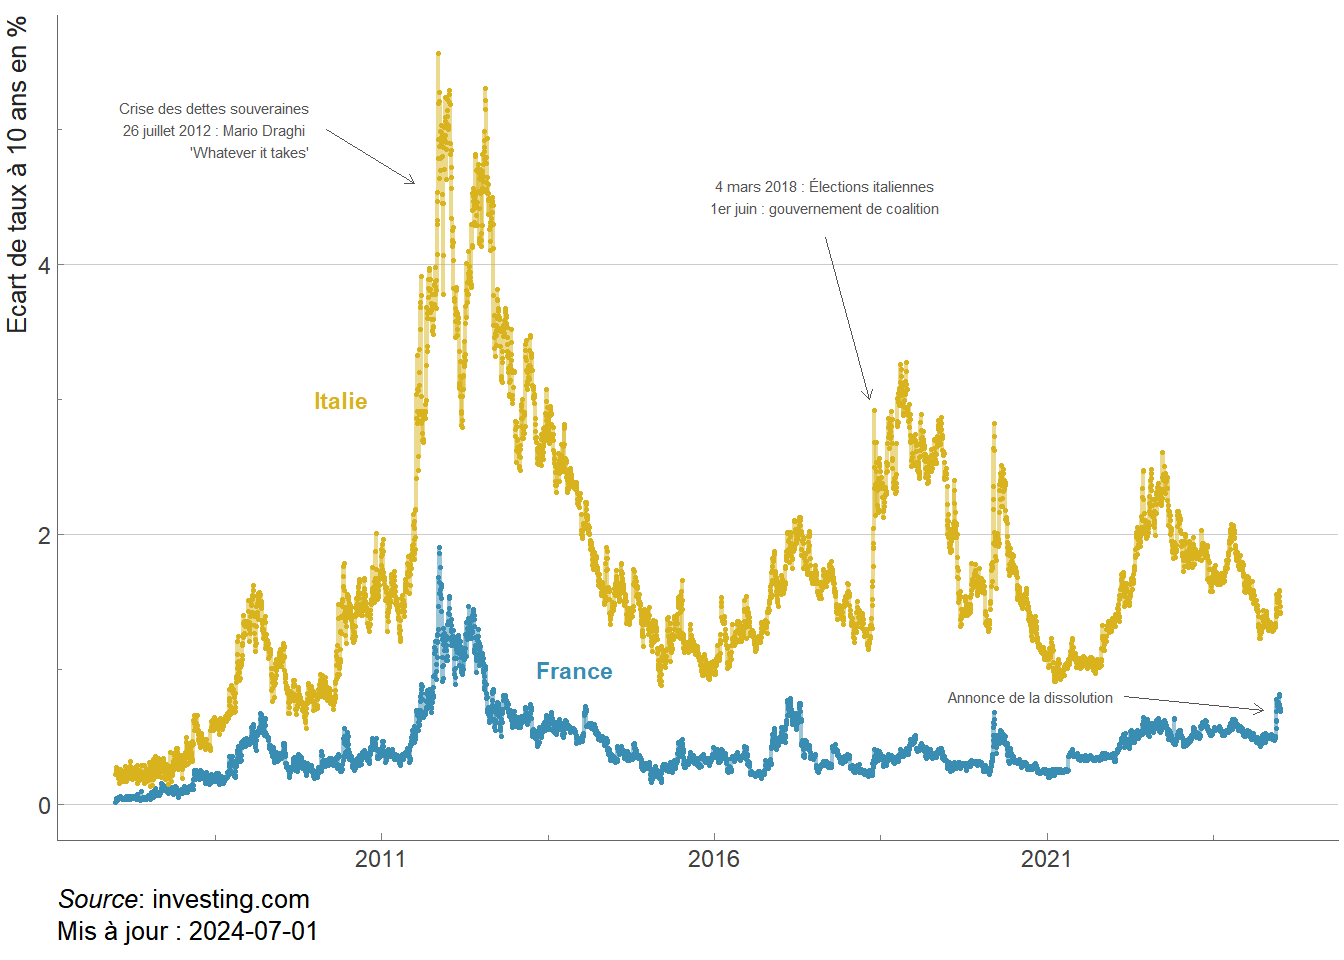 Ecart de taux à 10 ans en %
Crise des dettes souveraines
26 juillet 2012 : Mario Draghi
'Whatever it takes'
4 mars 2018 : Élections italiennes
1er juin : gouvernement de coalition
4
Italie
2
France
Annonce de la dissolution
0
2011
2016
2021
Source: investing.com
Mis à jour : 2024-07-01